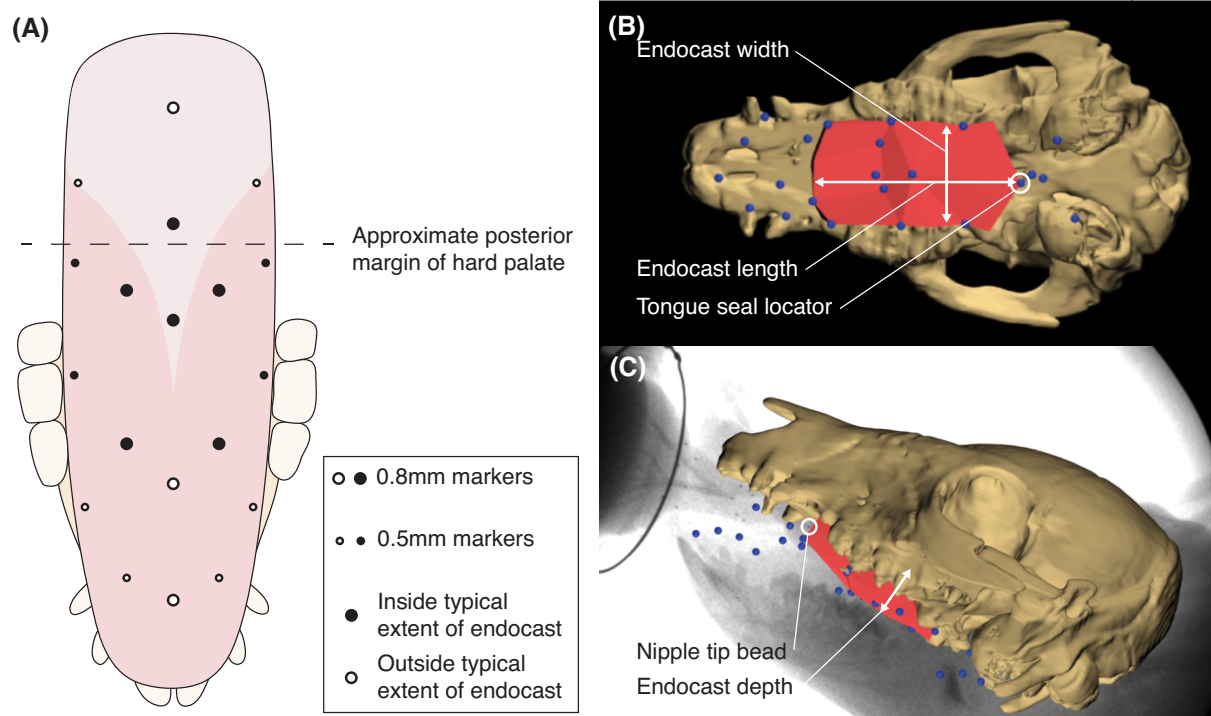 (A)
Approximate posterior
margin of hard palate
0.8mm markers
0.5mm markers
Inside typical
extent of endocast
Outside typical
extent of endocast
(B)
Endocast width
Endocast length
Tongue seal locator
(C)
Nipple tip bead
Endocast depth